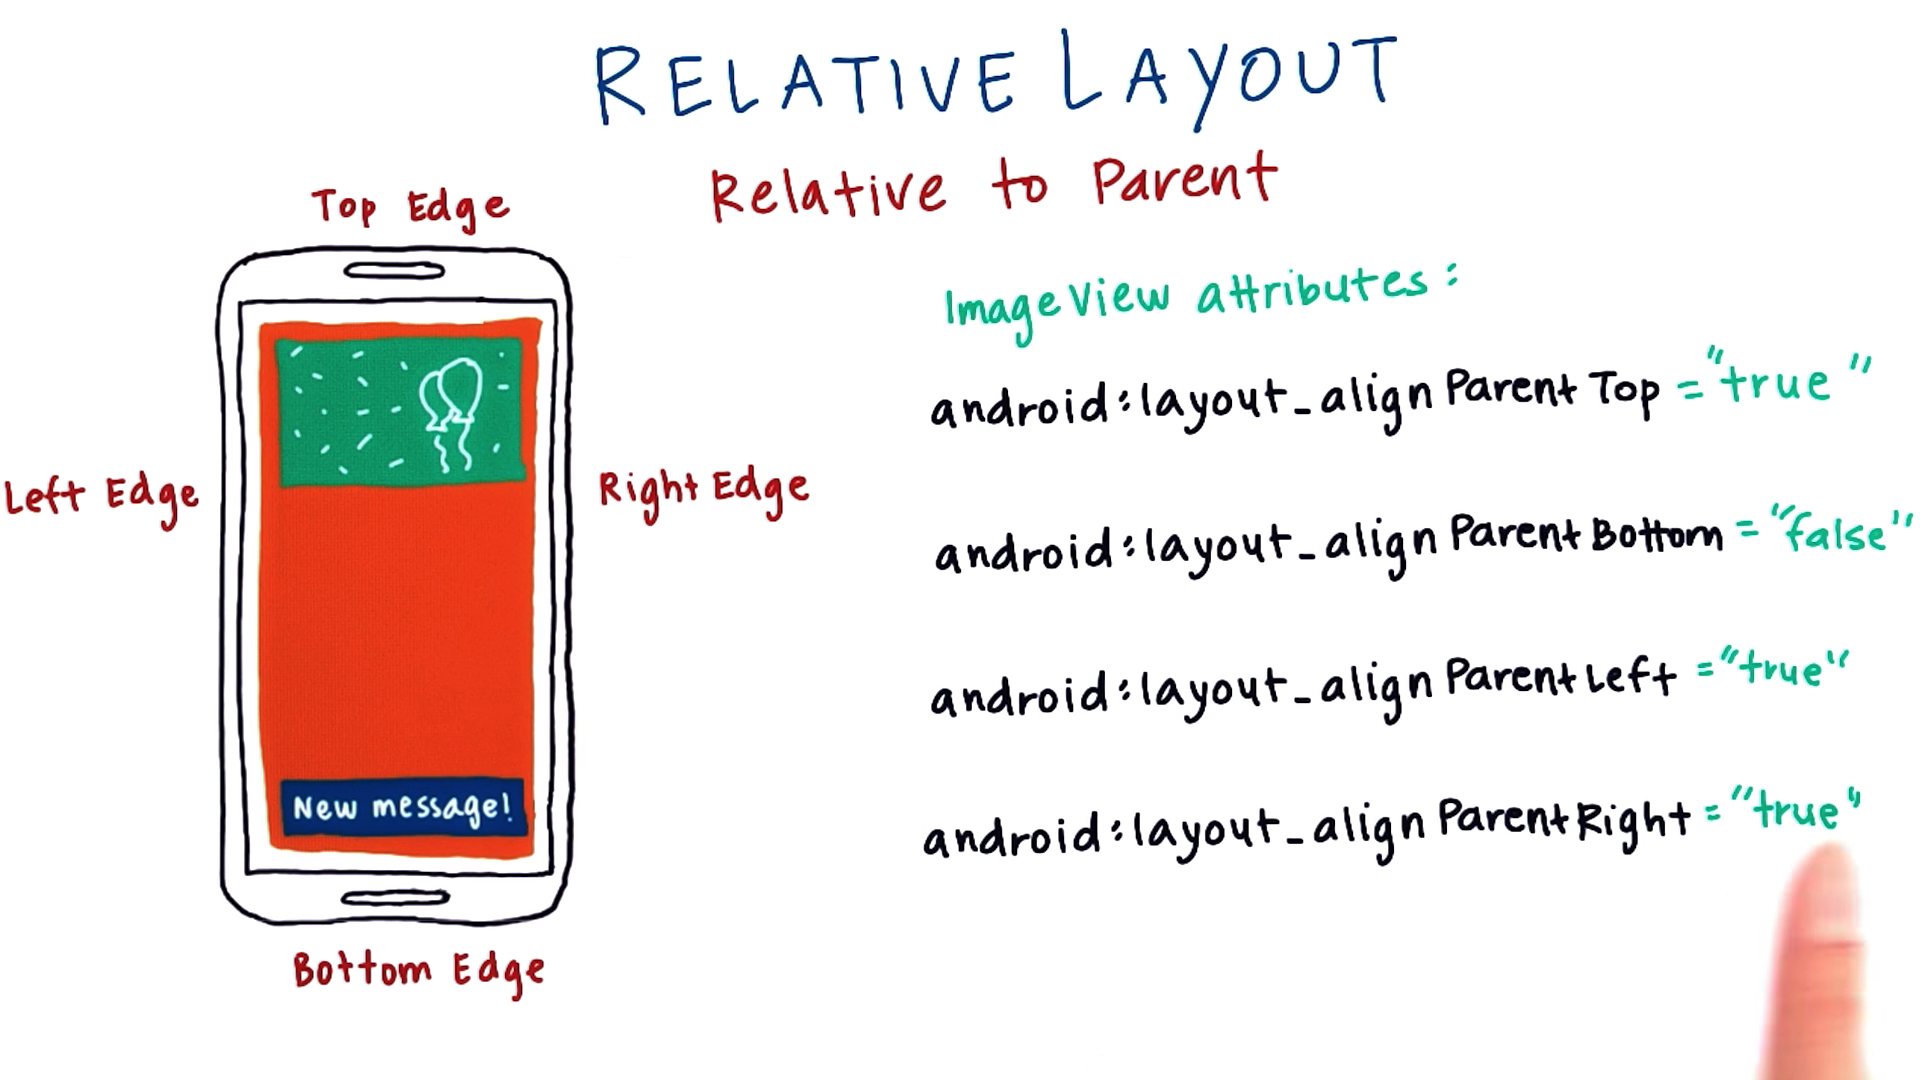 RELATIVE LAYOUT
Relative to Parent
Top Edge
Left Edge
Right Edge
New message!
Bottom Edge
ImageView attributes:
android:layout_alignParentTop = "true"
android:layout_alignParentBottom = "false"
android:layout_alignParentLeft = "true"
android:layout_alignParentRight = "true"